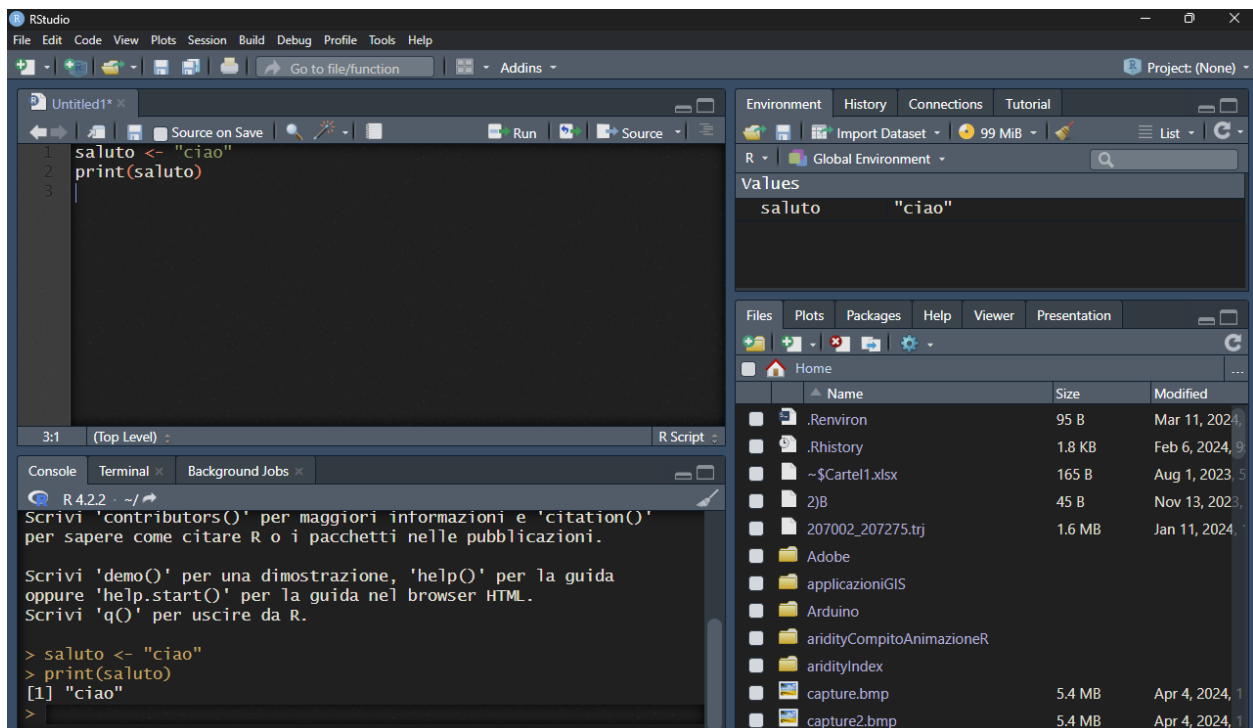 RStudio
File Edit Code View Plots Session Build Debug Profile Tools Help
Go to file/function Addins Project: (None)
Untitled1*
Source on Save Run Source
1 saluto <- "ciao"
2 print(saluto)
3
3:1 (Top Level) R Script
Console Terminal Background Jobs
R 4.2.2 · ~/
Scrivi 'contributors()' per maggiori informazioni e 'citation()'
per sapere come citare R o i pacchetti nelle pubblicazioni.
Scrivi 'demo()' per una dimostrazione, 'help()' per la guida
oppure 'help.start()' per la guida nel browser HTML.
Scrivi 'q()' per uscire da R.
> saluto <- "ciao"
> print(saluto)
[1] "ciao"
>
Environment History Connections Tutorial
Import Dataset 99 MiB List
R Global Environment
Values
saluto "ciao"
Files Plots Packages Help Viewer Presentation
Home ...
Name Size Modified
.Renviron 95 B Mar 11, 2024,
.Rhistory 1.8 KB Feb 6, 2024, 9
~$Cartel1.xlsx 165 B Aug 1, 2023, 5
2)B 45 B Nov 13, 2023,
207002_207275.trj 1.6 MB Jan 11, 2024,
Adobe
applicazioniGIS
Arduino
aridityCompitoAnimazioneR
aridityIndex
capture.bmp 5.4 MB Apr 4, 2024, 1
capture2.bmp 5.4 MB Apr 4, 2024, 1